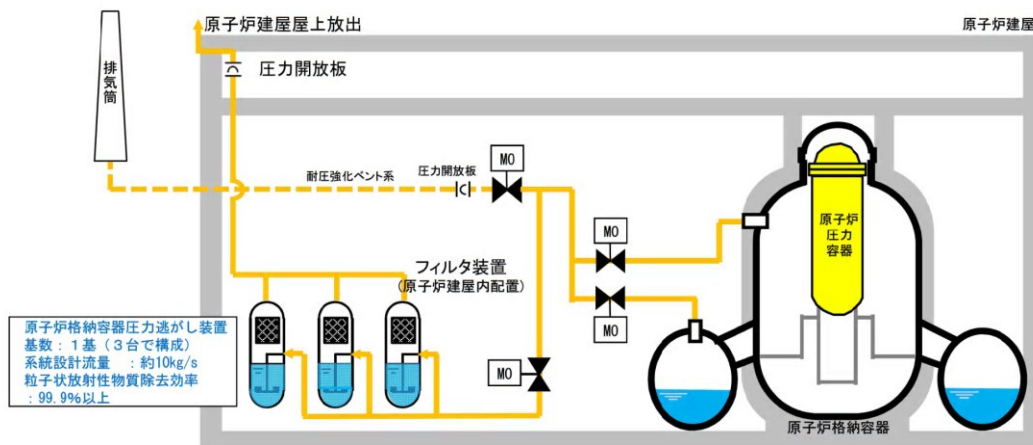 原子炉建屋屋上放出
原子炉建屋
圧力開放板
排気筒
耐圧強化ベント系
圧力開放板
MO
MO
MO
MO
原子炉
圧力
容器
フィルタ装置
(原子炉建屋内配置)
原子炉格納容器圧力逃がし装置
基数:1基(3台で構成)
系統設計流量 :約10kg/s
粒子状放射性物質除去効率
:99.9%以上
原子炉格納容器